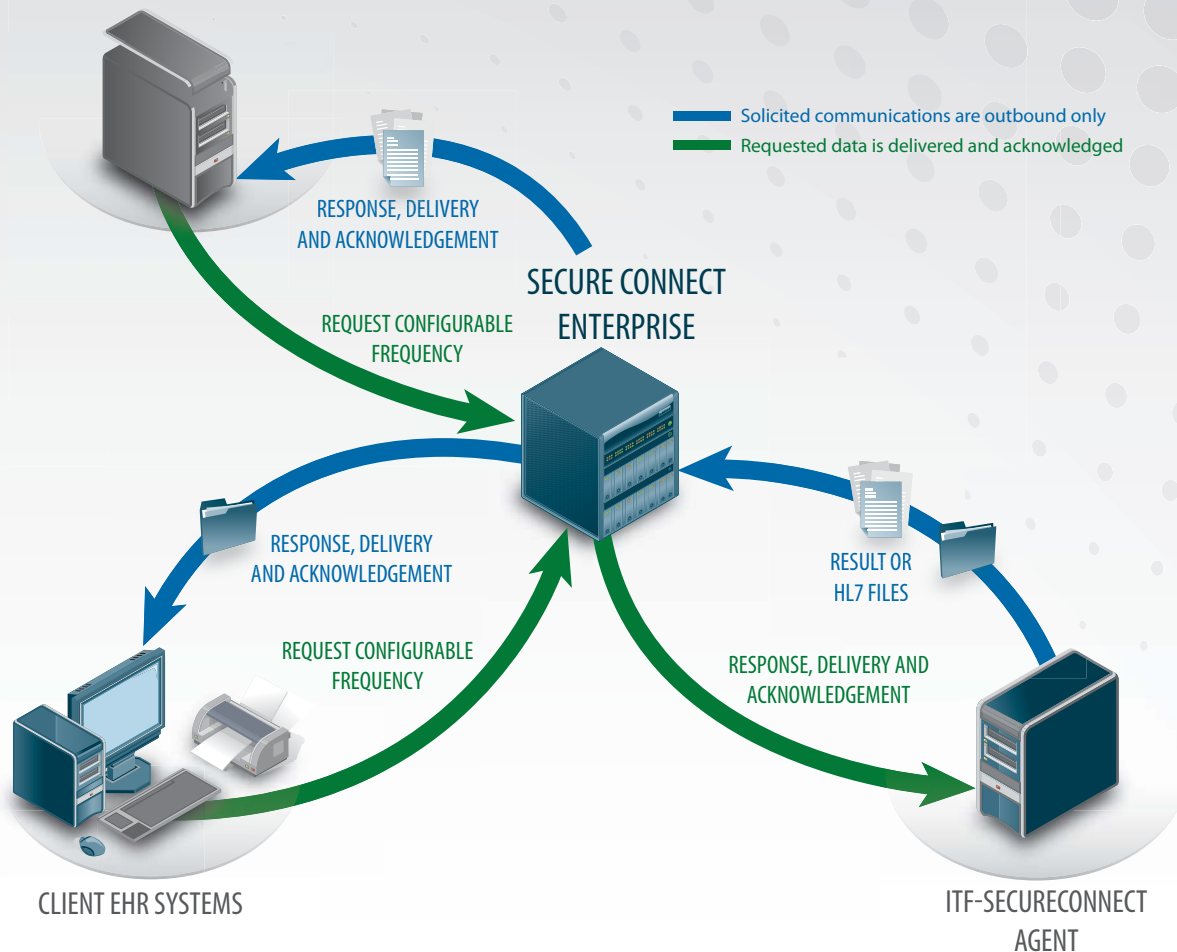 Solicited communications are outbound only
Requested data is delivered and acknowledged
RESPONSE, DELIVERY
AND ACKNOWLEDGEMENT
SECURE CONNECT
ENTERPRISE
REQUEST CONFIGURABLE
FREQUENCY
RESPONSE, DELIVERY
AND ACKNOWLEDGEMENT
RESULT OR
HL7 FILES
REQUEST CONFIGURABLE
FREQUENCY
RESPONSE, DELIVERY AND
ACKNOWLEDGEMENT
CLIENT EHR SYSTEMS
ITF-SECURECONNECT
AGENT